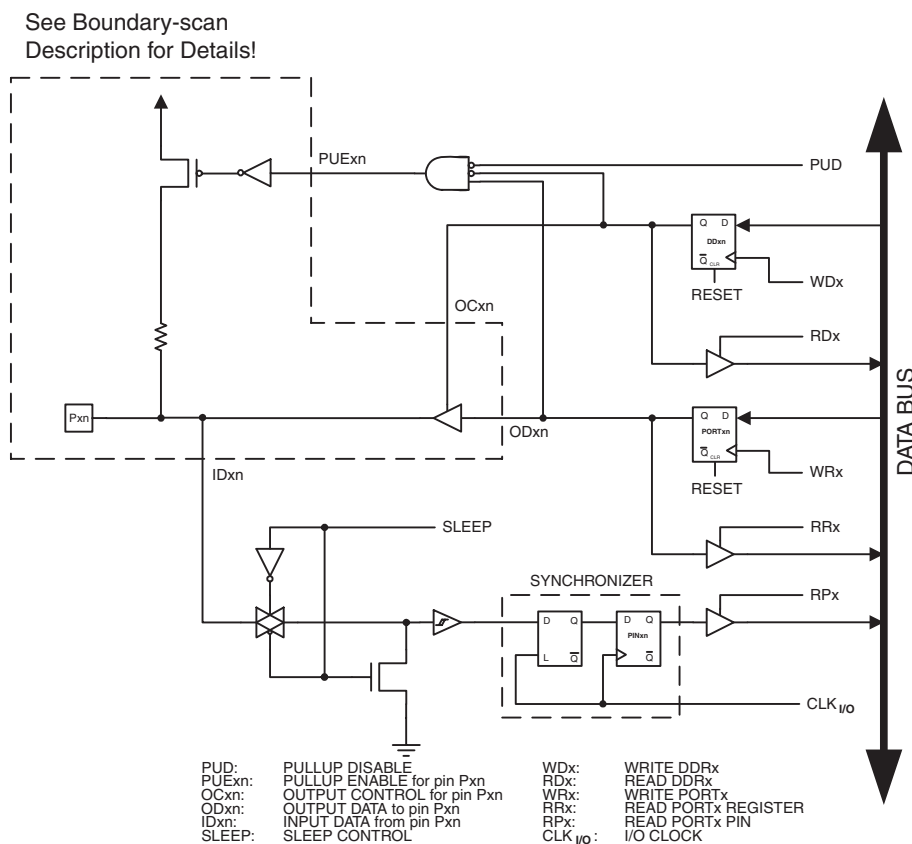 See Boundary-scan
Description for Details!
PUExn
PUD
Q D
DDxn
Q CLR
RESET
WDx
OCxn
RDx
Pxn
ODxn
Q D
PORTxn
Q CLR
RESET
WRx
DATA BUS
IDxn
SLEEP
RRx
SYNCHRONIZER
RPx
D Q
L Q
D Q
PINxn
Q
CLK I/O
PUD: PULLUP DISABLE
PUExn: PULLUP ENABLE for pin Pxn
OCxn: OUTPUT CONTROL for pin Pxn
ODxn: OUTPUT DATA to pin Pxn
IDxn: INPUT DATA from pin Pxn
SLEEP: SLEEP CONTROL
WDx: WRITE DDRx
RDx: READ DDRx
WRx: WRITE PORTx
RRx: READ PORTx REGISTER
RPx: READ PORTx PIN
CLK I/O: I/O CLOCK